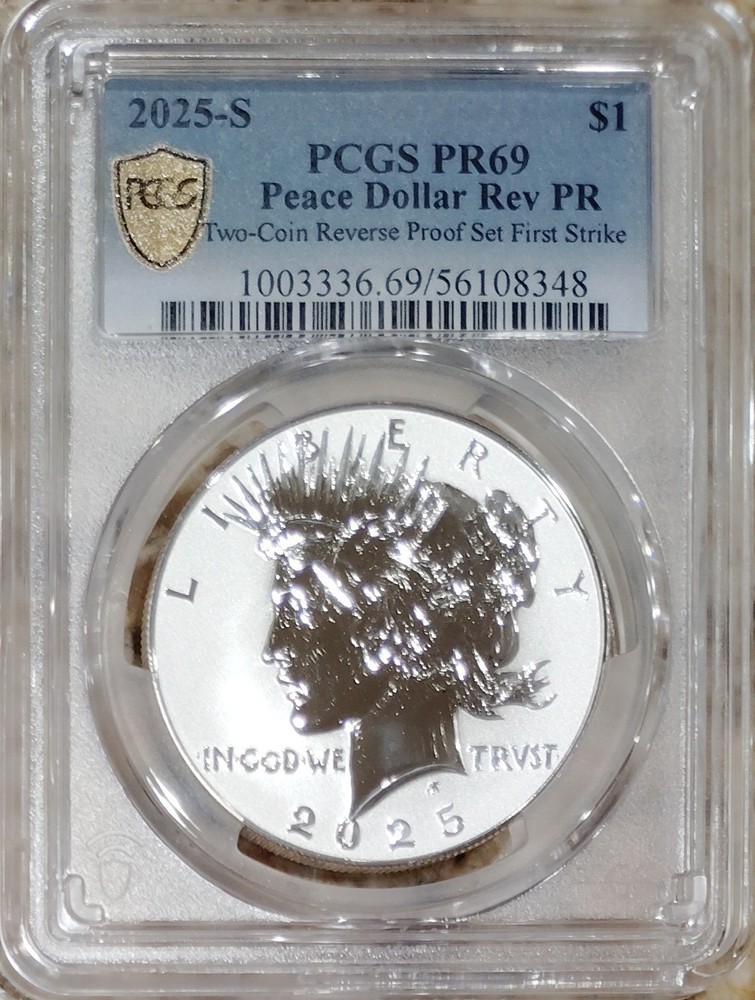 2025-S $1
PCGS PR69
PCGS
Peace Dollar Rev PR
Two-Coin Reverse Proof Set First Strike
1003336.69/56108348
LIBERTY
IN·GOD·WE TRVST
2025